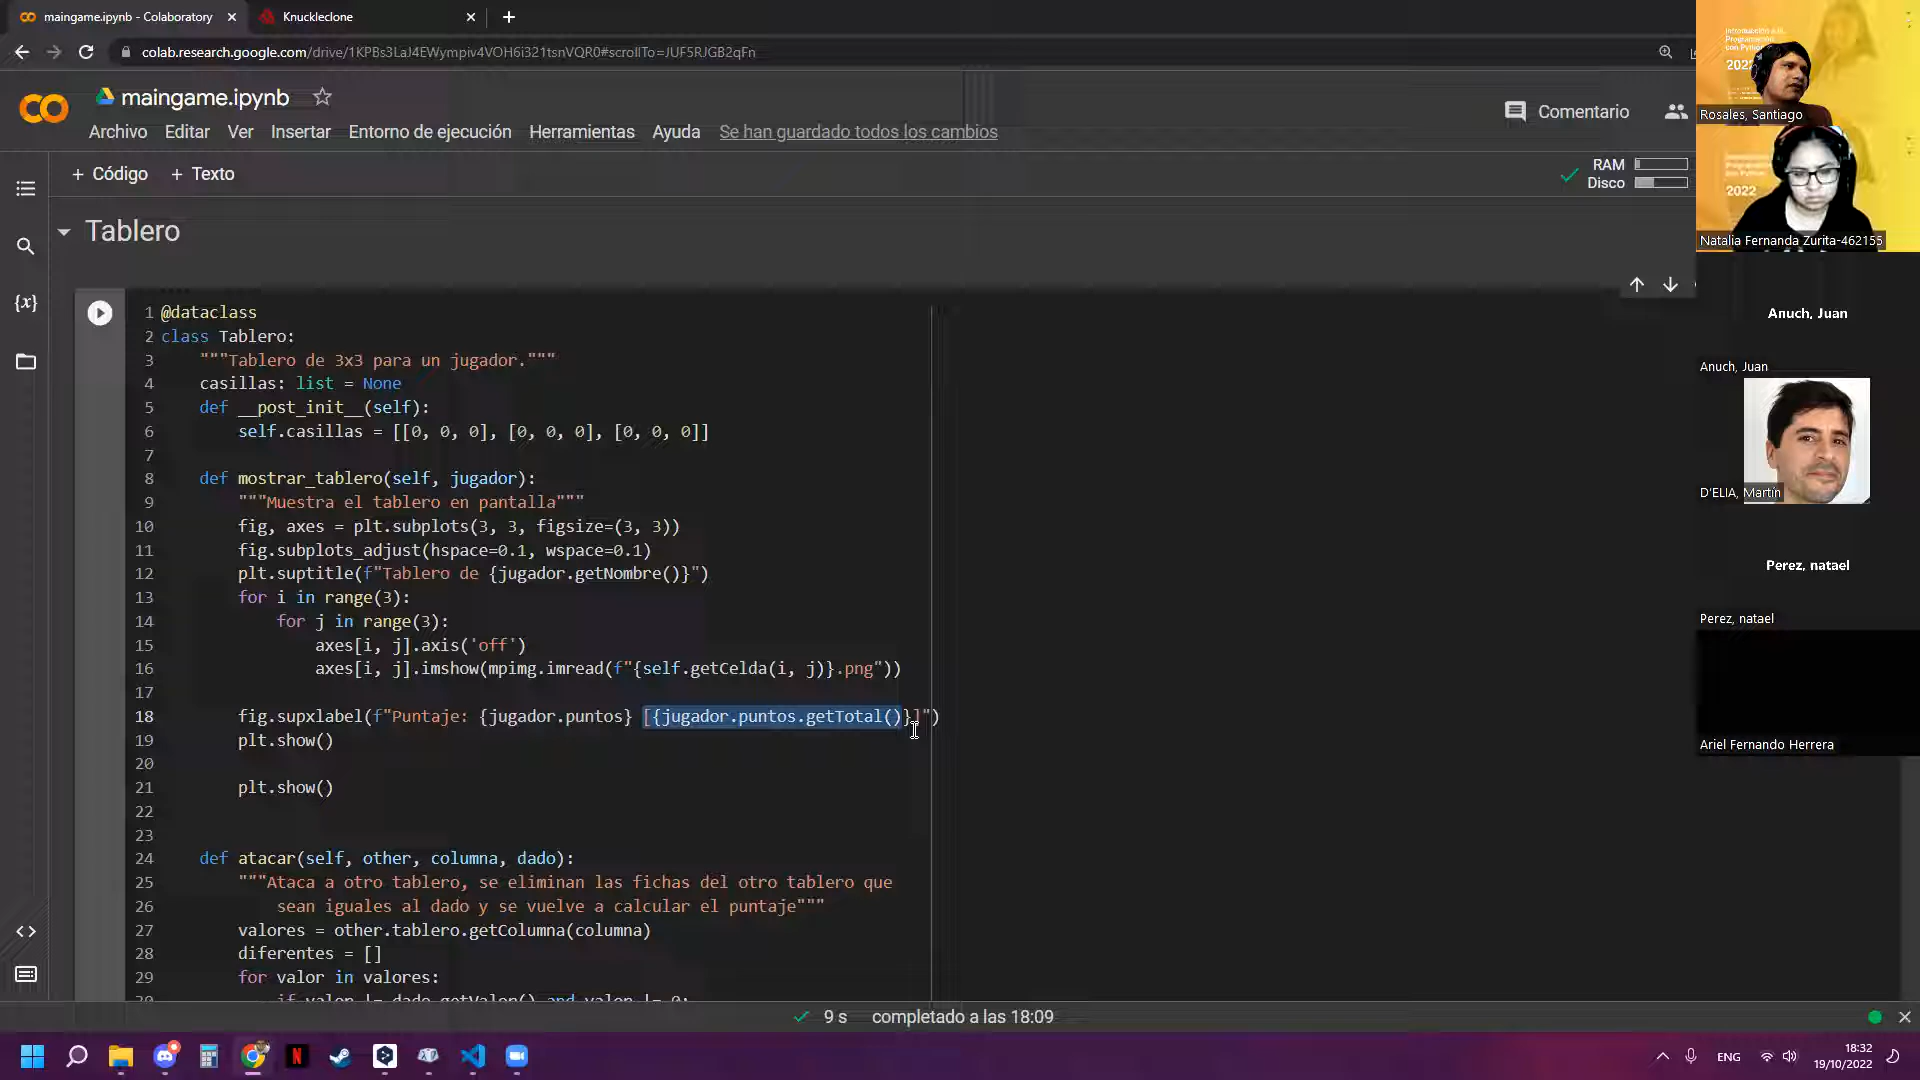 maingame.ipynb - Colaboratory
Knuckleclone
colab.research.google.com/drive/1KPBs3LaJ4EWympiv4VOH6i321tsnVQR0#scrollTo=JUF5RJGB2qFn
maingame.ipynb
Comentario
Archivo Editar Ver Insertar Entorno de ejecución Herramientas Ayuda Se han guardado todos los cambios
+ Código + Texto
RAM
Disco
Tablero
1 @dataclass
2 class Tablero:
3 """Tablero de 3x3 para un jugador."""
4 casillas: list = None
5 def __post_init__(self):
6 self.casillas = [[0, 0, 0], [0, 0, 0], [0, 0, 0]]
7
8 def mostrar_tablero(self, jugador):
9 """Muestra el tablero en pantalla"""
10 fig, axes = plt.subplots(3, 3, figsize=(3, 3))
11 fig.subplots_adjust(hspace=0.1, wspace=0.1)
12 plt.suptitle(f"Tablero de {jugador.getNombre()}")
13 for i in range(3):
14 for j in range(3):
15 axes[i, j].axis('off')
16 axes[i, j].imshow(mpimg.imread(f"{self.getCelda(i, j)}.png"))
17
18 fig.supxlabel(f"Puntaje: {jugador.puntos} [{jugador.puntos.getTotal()}]")
19 plt.show()
20
21 plt.show()
22
23
24 def atacar(self, other, columna, dado):
25 """Ataca a otro tablero, se eliminan las fichas del otro tablero que
26 sean iguales al dado y se vuelve a calcular el puntaje"""
27 valores = other.tablero.getColumna(columna)
28 diferentes = []
29 for valor in valores:
30 if valor != dado.getValor() and valor != 0:
9 s completado a las 18:09
2022
Rosales, Santiago
2022
Natalia Fernanda Zurita-462155
Anuch, Juan
Anuch, Juan
D'ELIA, Martín
Perez, natael
Perez, natael
Ariel Fernando Herrera
ENG
18:32
19/10/2022